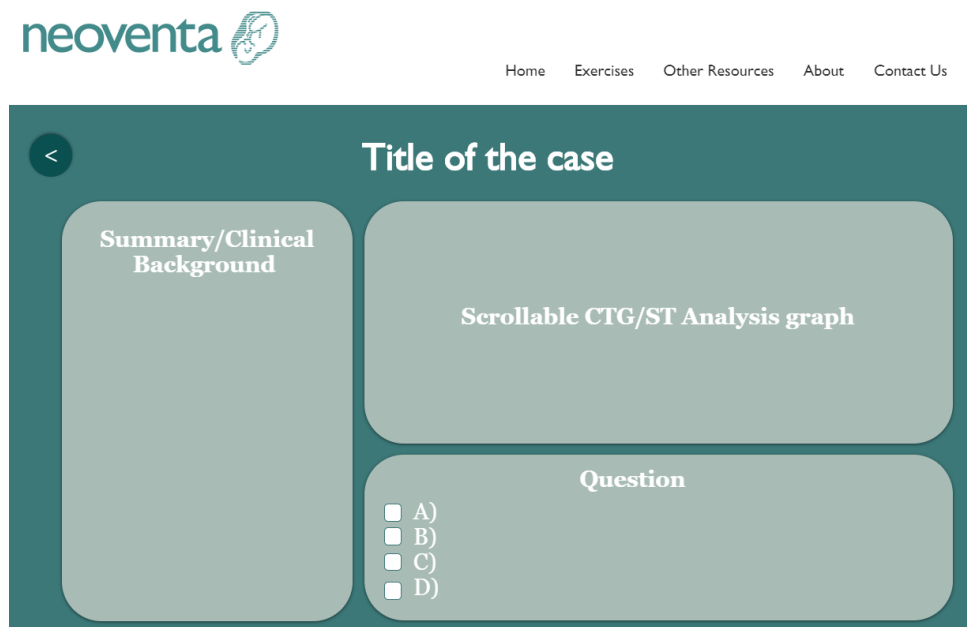 neoventa
Home Exercises Other Resources About Contact Us
<
Title of the case
Summary/Clinical
Background
Scrollable CTG/ST Analysis graph
Question
A)
B)
C)
D)